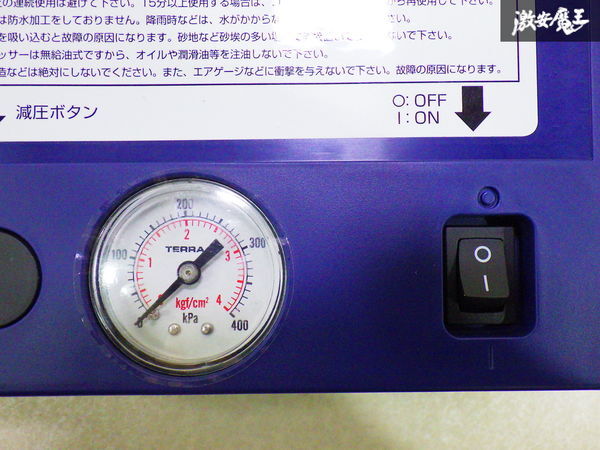 の連続使用は避けて下さい。15分以上使用する場合は、
から再使用して下
は防水加工をしておりません。降雨時などは、水がかから
で下さい。
を吸い込むと故障の原因になります。砂地など砂埃の多い場
ないで下さい。
ッサーは無給油式ですから、オイルや潤滑油等を注油しないで下さい。
造などは絶対にしないでください。また、エアゲージなどに衝撃を与えないで下さい。故障の原因になります。
激安魔王
減圧ボタン
O: OFF
I: ON
100
200
300
400
0
1
2
3
4
TERRA
kgf/cm²
kPa
O
I